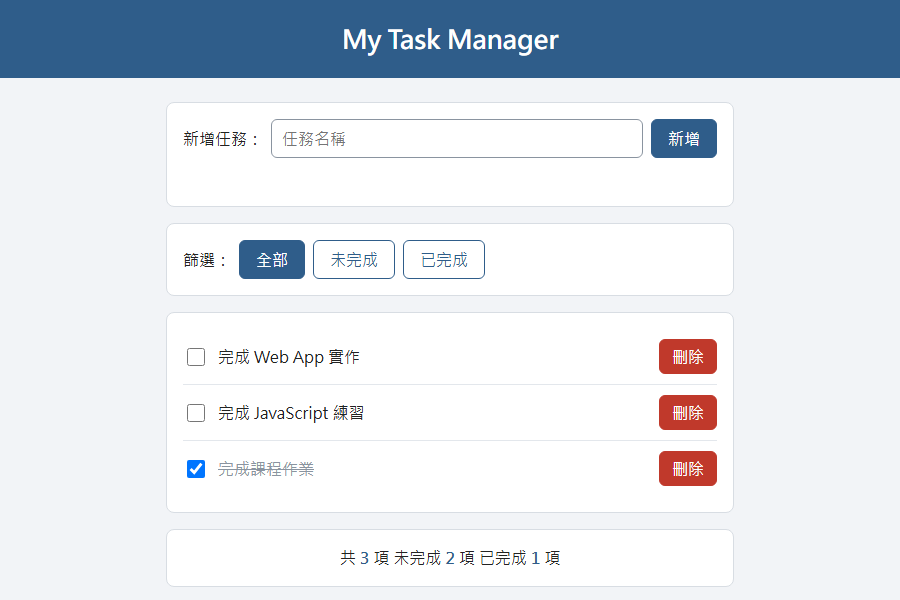 My Task Manager
新增任務： 任務名稱 新增
篩選： 全部 未完成 已完成
完成 Web App 實作 刪除
完成 JavaScript 練習 刪除
完成課程作業 刪除
共 3 項 未完成 2 項 已完成 1 項